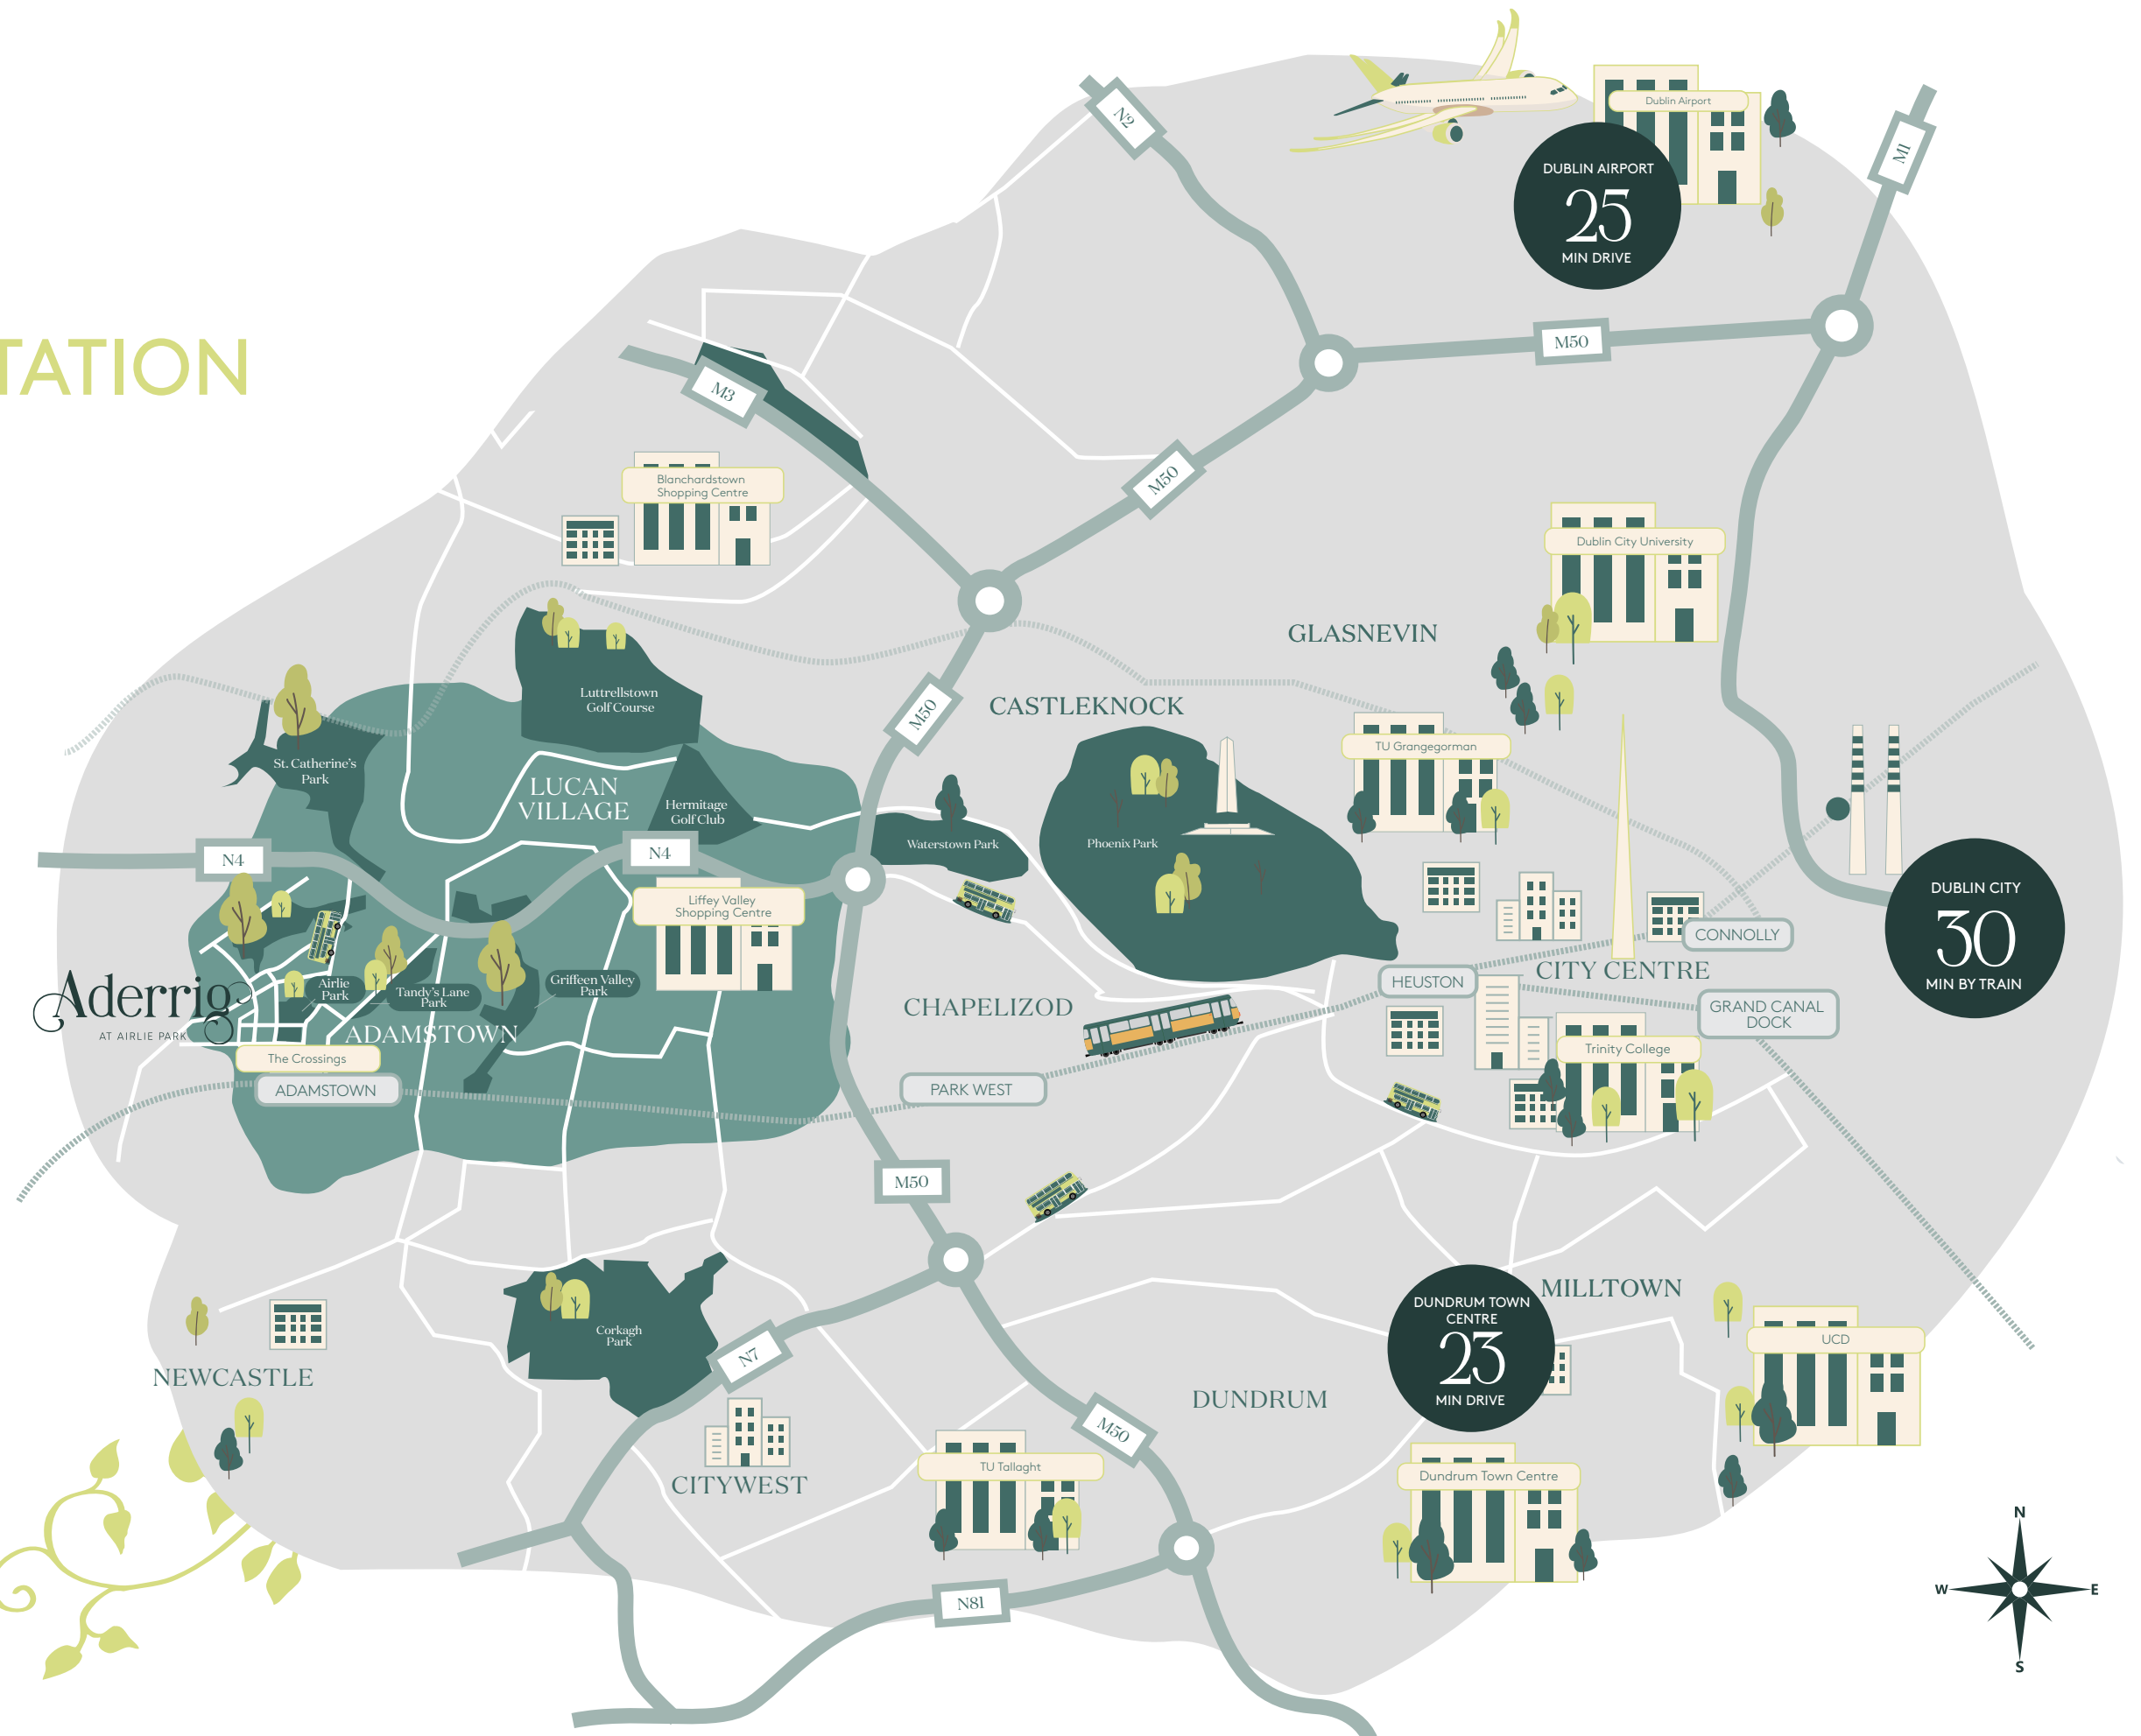 TATION
N2
Dublin Airport
DUBLIN AIRPORT
25
MIN DRIVE
M1
M50
M3
Blanchardstown
Shopping Centre
M50
Dublin City University
GLASNEVIN
Luttrellstown
Golf Course
M50
CASTLEKNOCK
TU Grangegorman
St. Catherine's
Park
LUCAN
VILLAGE
Hermitage
Golf Club
Waterstown Park
Phoenix Park
N4
N4
Liffey Valley
Shopping Centre
DUBLIN CITY
30
MIN BY TRAIN
CONNOLLY
CITY CENTRE
HEUSTON
GRAND CANAL
DOCK
Aderrig
AT AIRLIE PARK
Airlie
Park
Tandy's Lane
Park
Griffeen Valley
Park
ADAMSTOWN
CHAPELIZOD
The Crossings
ADAMSTOWN
PARK WEST
Trinity College
M50
MILLTOWN
DUNDRUM TOWN
CENTRE
23
MIN DRIVE
Corkagh
Park
UCD
N7
NEWCASTLE
DUNDRUM
M50
CITYWEST
TU Tallaght
Dundrum Town Centre
N81
N
W
E
S